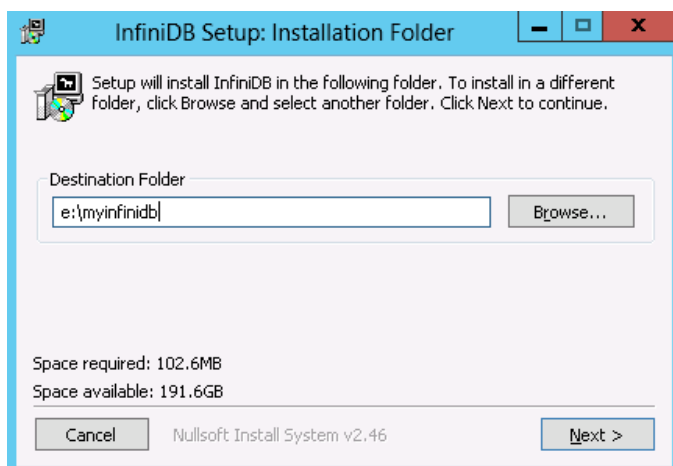 InfiniDB Setup: Installation Folder
Setup will install InfiniDB in the following folder. To install in a different
folder, click Browse and select another folder. Click Next to continue.
Destination Folder
e:\myinfinidb
Browse...
Space required: 102.6MB
Space available: 191.6GB
Cancel
Nullsoft Install System v2.46
Next >